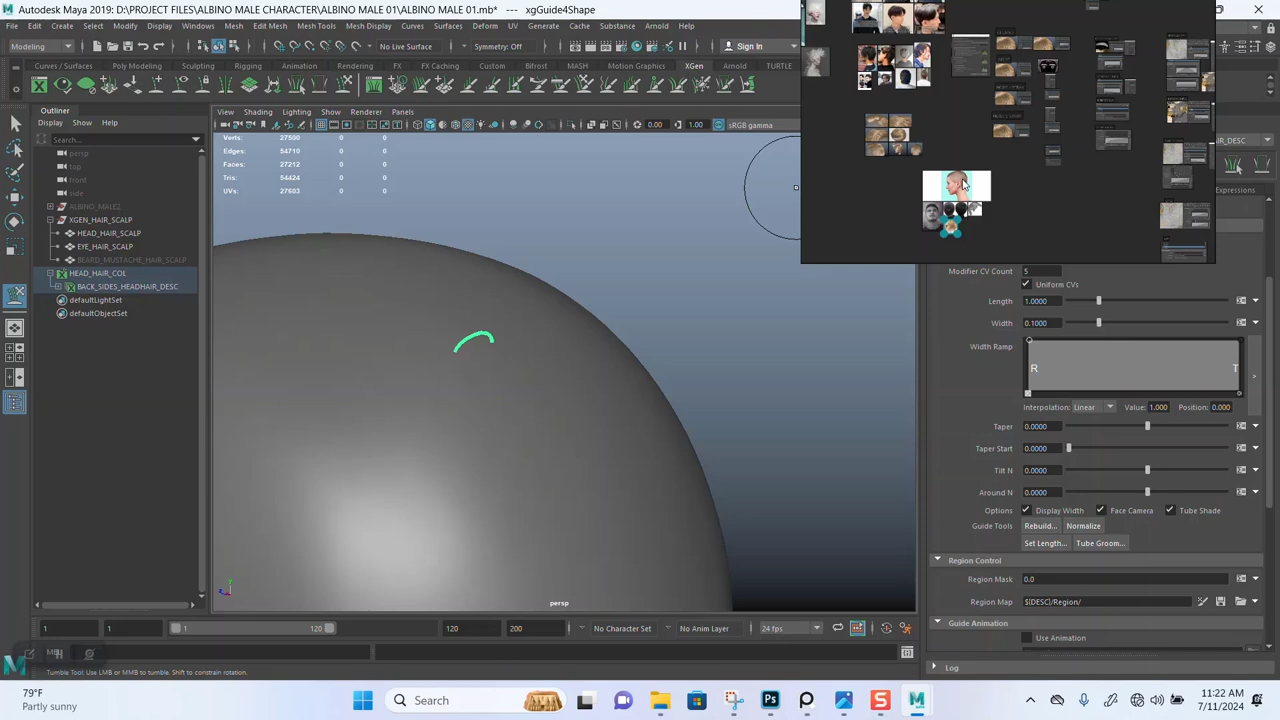 Autodesk Maya 2019: D:\PROJECT FILES\ALBINO MALE CHARACTER\ALBINO MALE 01\ALBINO MALE 01.mb* --- xgGuide4Shape
File Edit Create Select Modify Display Windows Mesh Edit Mesh Mesh Tools Mesh Display Curves Surfaces Deform UV
Modeling No Live Surface Symmetry: Off Sign In
Curves / Surfaces Poly Modeling Rigging Animation FX FX Caching Custom Bifrost MASH Motion Graphics XGen Arnold TURTLE
Outliner
Display Show Help
Search...
persp
top
front
side
ALBINO_MALE2
XGEN_HAIR_SCALP
HEAD_HAIR_SCALP
EYE_HAIR_SCALP
BEARD_MUSTACHE_HAIR_SCALP
HEAD_HAIR_COL
BACK_SIDES_HEADHAIR_DESC
defaultLightSet
defaultObjectSet
View Shading Lighting Show Renderer Panels
0.00 1.00 sRGB gamma
Verts: 27500 0 0
Edges: 54710 0 0
Faces: 27212 0 0
Tris: 54424 0 0
UVs: 27603 0 0
persp
R_DESC
Expressions
Modifier CV Count 5
Uniform CVs
Length 1.0000
Width 0.1000
Width Ramp
R T
>
Interpolation: Linear Value: 1.000 Position: 0.000
Taper 0.0000
Taper Start 0.0000
Tilt N 0.0000
Around N 0.0000
Options Display Width Face Camera Tube Shade
Guide Tools Rebuild... Normalize
Set Length... Tube Groom...
Region Control
Region Mask 0.0
Region Map ${DESC}/Region/
Guide Animation
Use Animation
Log
1 1 1 120 120 200 No Character Set No Anim Layer 24 fps
Tumble Tool: Use LMB or MMB to tumble. Shift to constrain rotation.
79°F
Partly sunny
Search
11:22 AM
7/11/2024